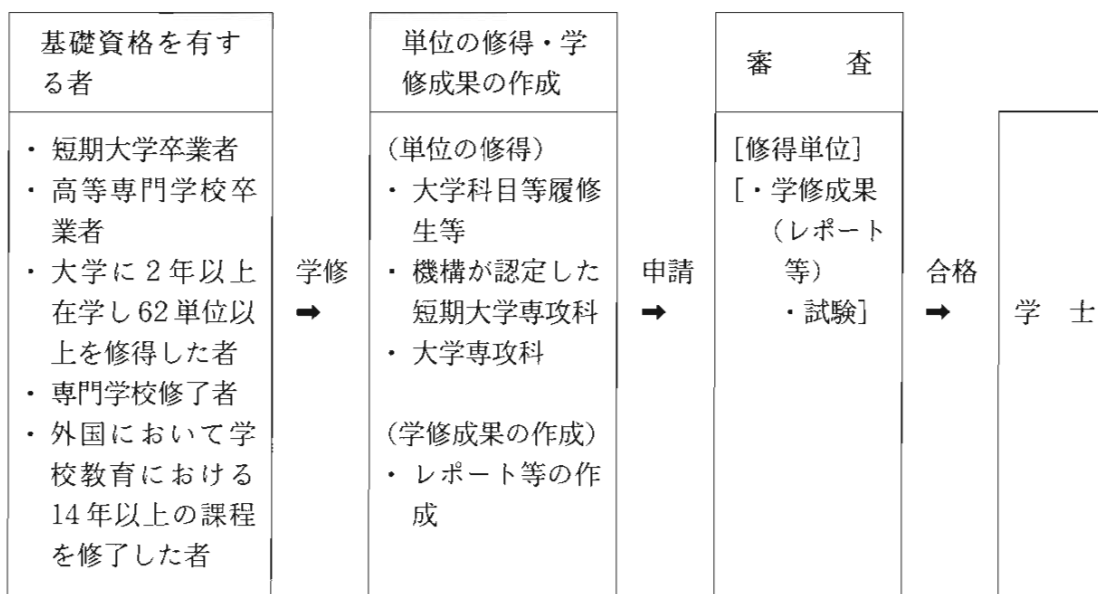 基礎資格を有す
る者
・短期大学卒業者
・高等専門学校卒
業者
・大学に2年以上
在学し62単位以
上を修得した者
・専門学校修了者
・外国において学
校教育における
14年以上の課程
を修了した者
学修
➡
単位の修得・学
修成果の作成
(単位の修得)
・大学科目等履修
生等
・機構が認定した
短期大学専攻科
・大学専攻科
(学修成果の作成)
・レポート等の作
成
申請
➡
審 査
[修得単位]
[・学修成果
(レポート
等)
・試験]
合格
➡
学 士